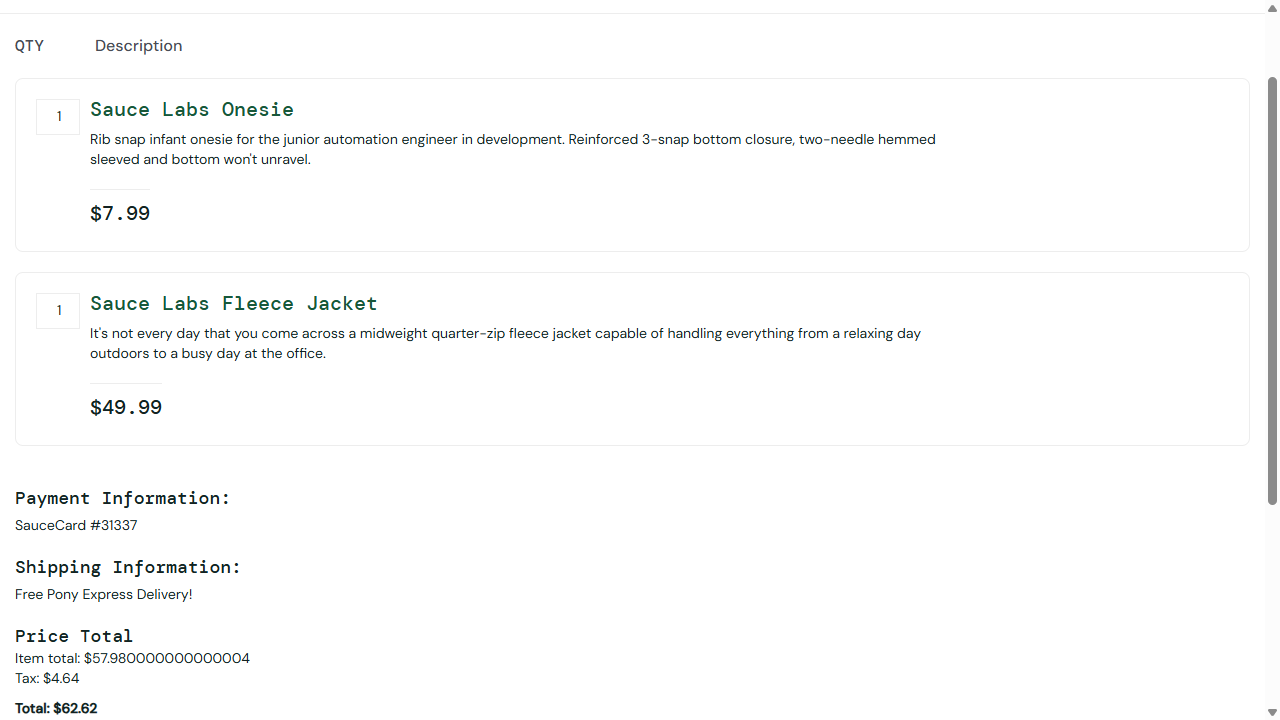 QTY Description
1 Sauce Labs Onesie
Rib snap infant onesie for the junior automation engineer in development. Reinforced 3-snap bottom closure, two-needle hemmed
sleeved and bottom won't unravel.
$7.99
1 Sauce Labs Fleece Jacket
It's not every day that you come across a midweight quarter-zip fleece jacket capable of handling everything from a relaxing day
outdoors to a busy day at the office.
$49.99
Payment Information:
SauceCard #31337
Shipping Information:
Free Pony Express Delivery!
Price Total
Item total: $57.980000000000004
Tax: $4.64
Total: $62.62